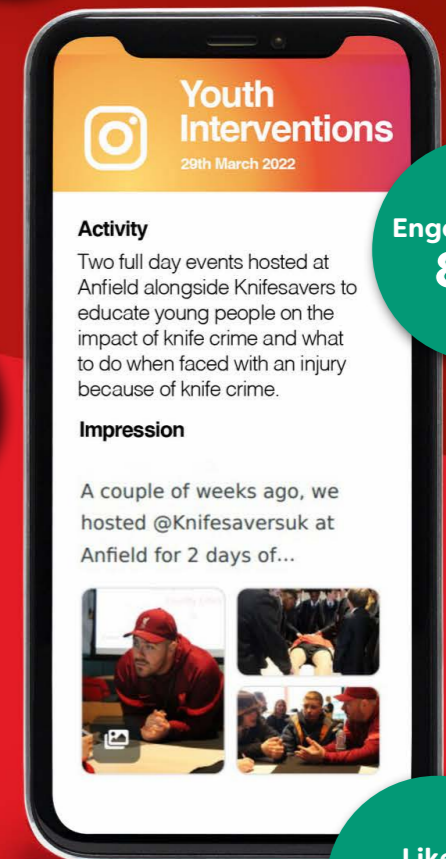 Youth
Interventions
29th March 2022
Activity
Two full day events hosted at
Anfield alongside Knifesavers to
educate young people on the
impact of knife crime and what
to do when faced with an injury
because of knife crime.
Impression
A couple of weeks ago, we
hosted @Knifesaversuk at
Anfield for 2 days of...